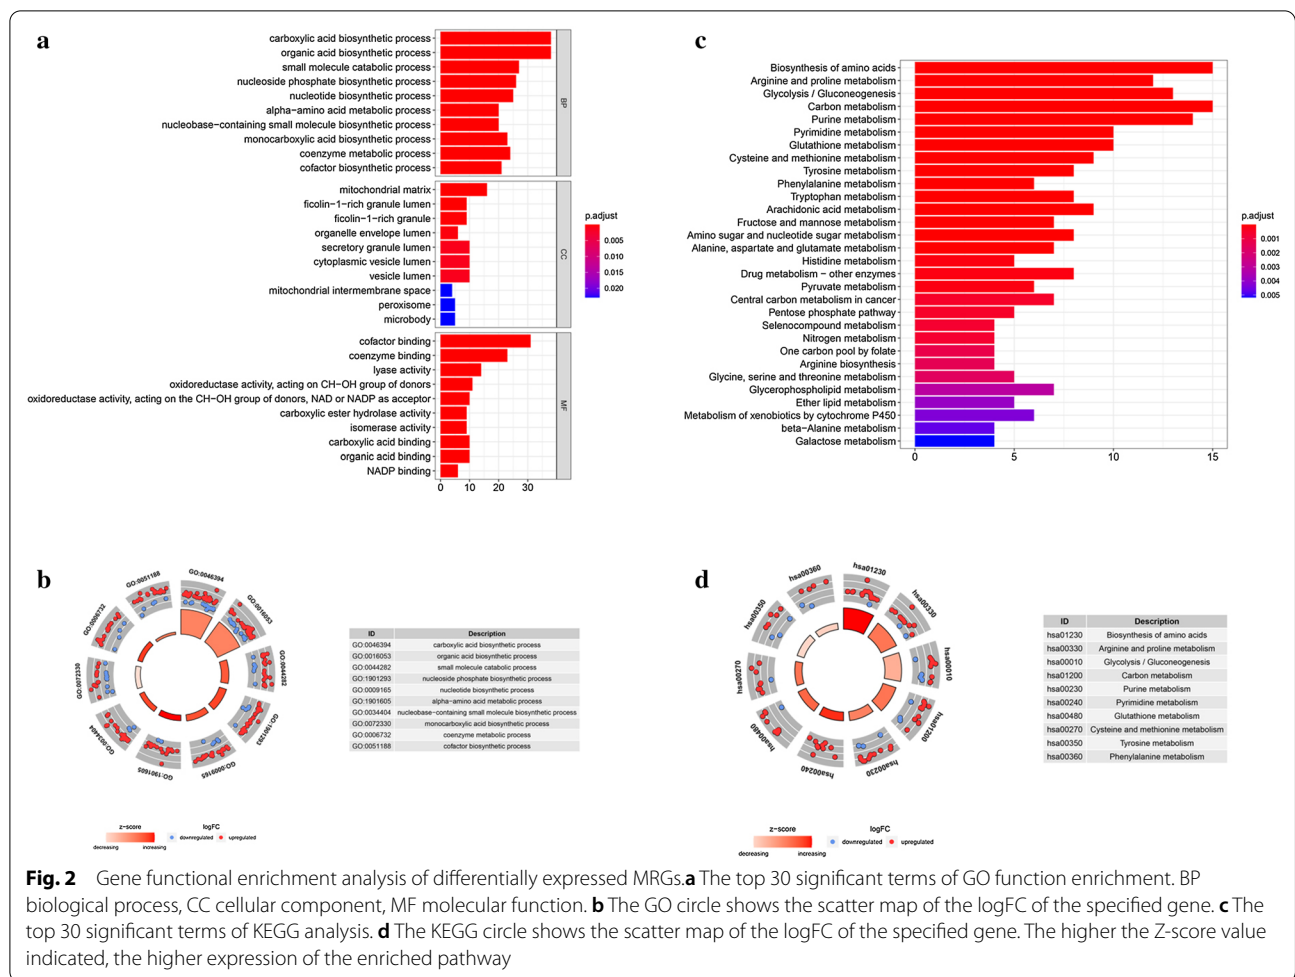 a
carboxylic acid biosynthetic process
organic acid biosynthetic process
small molecule catabolic process
nucleoside phosphate biosynthetic process
nucleotide biosynthetic process
alpha−amino acid metabolic process
nucleobase−containing small molecule biosynthetic process
monocarboxylic acid biosynthetic process
coenzyme metabolic process
cofactor biosynthetic process
BP
mitochondrial matrix
ficolin−1−rich granule lumen
ficolin−1−rich granule
organelle envelope lumen
secretory granule lumen
cytoplasmic vesicle lumen
vesicle lumen
mitochondrial intermembrane space
peroxisome
microbody
CC
cofactor binding
coenzyme binding
lyase activity
oxidoreductase activity, acting on CH−OH group of donors
oxidoreductase activity, acting on the CH−OH group of donors, NAD or NADP as acceptor
carboxylic ester hydrolase activity
isomerase activity
carboxylic acid binding
organic acid binding
NADP binding
MF
0 10 20 30
p.adjust
0.005
0.010
0.015
0.020
c
Biosynthesis of amino acids
Arginine and proline metabolism
Glycolysis / Gluconeogenesis
Carbon metabolism
Purine metabolism
Pyrimidine metabolism
Glutathione metabolism
Cysteine and methionine metabolism
Tyrosine metabolism
Phenylalanine metabolism
Tryptophan metabolism
Arachidonic acid metabolism
Fructose and mannose metabolism
Amino sugar and nucleotide sugar metabolism
Alanine, aspartate and glutamate metabolism
Histidine metabolism
Drug metabolism − other enzymes
Pyruvate metabolism
Central carbon metabolism in cancer
Pentose phosphate pathway
Selenocompound metabolism
Nitrogen metabolism
One carbon pool by folate
Arginine biosynthesis
Glycine, serine and threonine metabolism
Glycerophospholipid metabolism
Ether lipid metabolism
Metabolism of xenobiotics by cytochrome P450
beta−Alanine metabolism
Galactose metabolism
0 5 10 15
p.adjust
0.001
0.002
0.003
0.004
0.005
b
GO:0046394
GO:0016053
GO:0044282
GO:1901293
GO:0009165
GO:1901605
GO:0034404
GO:0072330
GO:0006732
GO:0051188
z−score
decreasing increasing
logFC
downregulated upregulated
ID Description
GO:0046394 carboxylic acid biosynthetic process
GO:0016053 organic acid biosynthetic process
GO:0044282 small molecule catabolic process
GO:1901293 nucleoside phosphate biosynthetic process
GO:0009165 nucleotide biosynthetic process
GO:1901605 alpha−amino acid metabolic process
GO:0034404 nucleobase−containing small molecule biosynthetic process
GO:0072330 monocarboxylic acid biosynthetic process
GO:0006732 coenzyme metabolic process
GO:0051188 cofactor biosynthetic process
d
hsa01230
hsa00330
hsa00010
hsa01200
hsa00230
hsa00240
hsa00480
hsa00270
hsa00350
hsa00360
z−score
decreasing increasing
logFC
downregulated upregulated
ID Description
hsa01230 Biosynthesis of amino acids
hsa00330 Arginine and proline metabolism
hsa00010 Glycolysis / Gluconeogenesis
hsa01200 Carbon metabolism
hsa00230 Purine metabolism
hsa00240 Pyrimidine metabolism
hsa00480 Glutathione metabolism
hsa00270 Cysteine and methionine metabolism
hsa00350 Tyrosine metabolism
hsa00360 Phenylalanine metabolism
Fig. 2 Gene functional enrichment analysis of differentially expressed MRGs.a The top 30 significant terms of GO function enrichment. BP
biological process, CC cellular component, MF molecular function. b The GO circle shows the scatter map of the logFC of the specified gene. c The
top 30 significant terms of KEGG analysis. d The KEGG circle shows the scatter map of the logFC of the specified gene. The higher the Z-score value
indicated, the higher expression of the enriched pathway